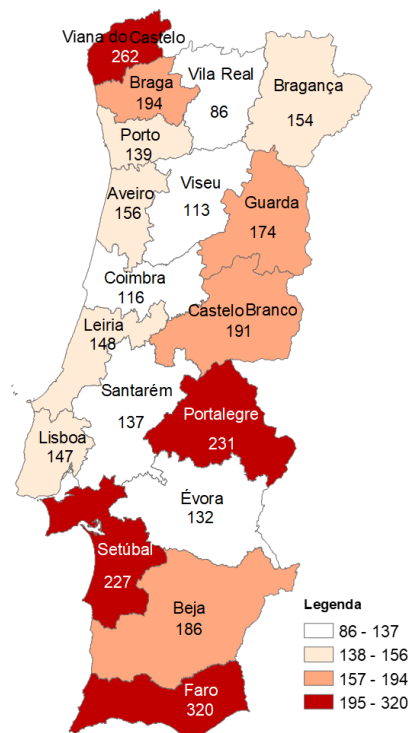 Viana do Castelo
262
Braga
194
Vila Real
86
Bragança
154
Porto
139
Aveiro
156
Viseu
113
Guarda
174
Coimbra
116
Castelo Branco
191
Leiria
148
Santarém
137
Portalegre
231
Lisboa
147
Évora
132
Setúbal
227
Beja
186
Faro
320
Legenda
86 - 137
138 - 156
157 - 194
195 - 320